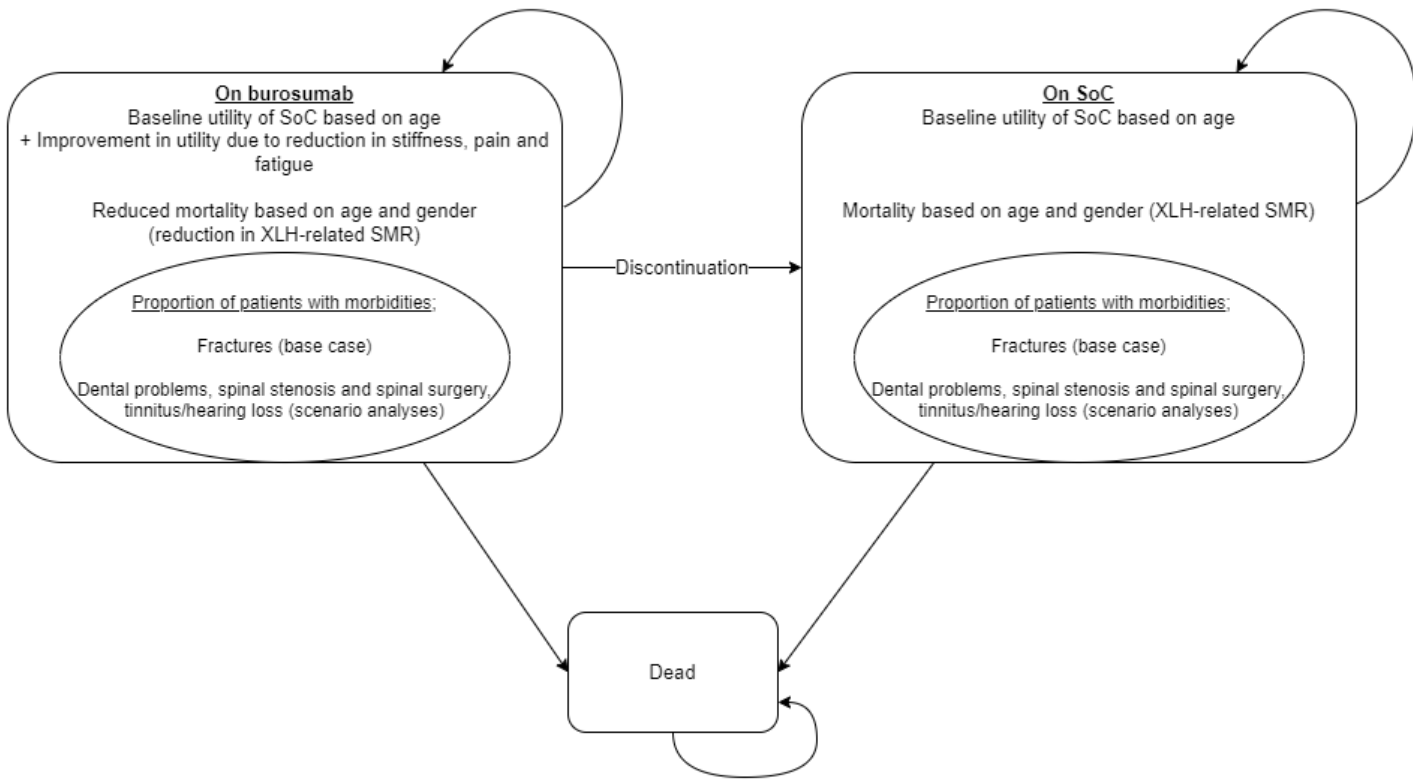 On burosumab
Baseline utility of SoC based on age
+ Improvement in utility due to reduction in stiffness, pain and
fatigue
Reduced mortality based on age and gender
(reduction in XLH-related SMR)
Proportion of patients with morbidities;
Fractures (base case)
Dental problems, spinal stenosis and spinal surgery,
tinnitus/hearing loss (scenario analyses)
Discontinuation
On SoC
Baseline utility of SoC based on age
Mortality based on age and gender (XLH-related SMR)
Proportion of patients with morbidities;
Fractures (base case)
Dental problems, spinal stenosis and spinal surgery,
tinnitus/hearing loss (scenario analyses)
Dead